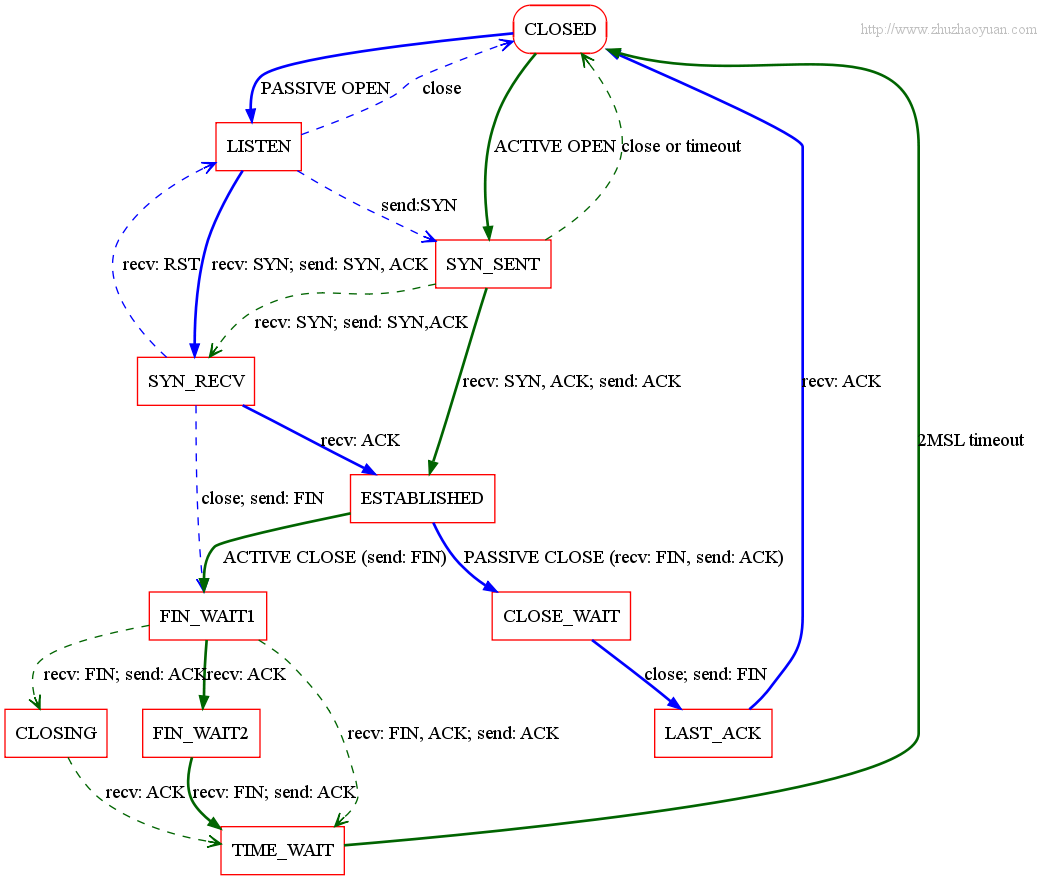 CLOSED
http://www.zhuzhaoyuan.com
PASSIVE OPEN
close
LISTEN
ACTIVE OPEN
close or timeout
send:SYN
recv: RST
recv: SYN; send: SYN, ACK
SYN_SENT
recv: SYN; send: SYN,ACK
SYN_RECV
recv: SYN, ACK; send: ACK
recv: ACK
recv: ACK
2MSL timeout
close; send: FIN
ESTABLISHED
ACTIVE CLOSE (send: FIN)
PASSIVE CLOSE (recv: FIN, send: ACK)
FIN_WAIT1
CLOSE_WAIT
recv: FIN; send: ACK
recv: ACK
close; send: FIN
CLOSING
FIN_WAIT2
recv: FIN, ACK; send: ACK
LAST_ACK
recv: ACK
recv: FIN; send: ACK
TIME_WAIT